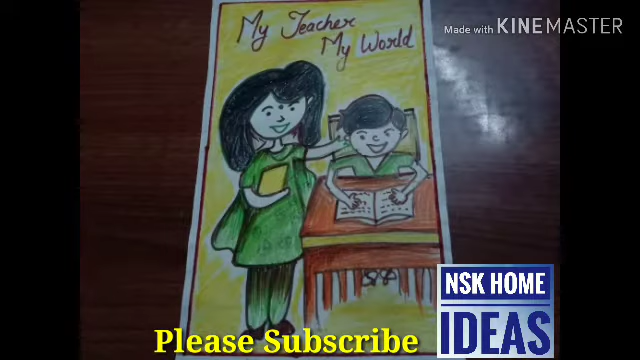 My Teacher
My World
Made with KINEMASTER
NSK HOME
IDEAS
Please Subscribe